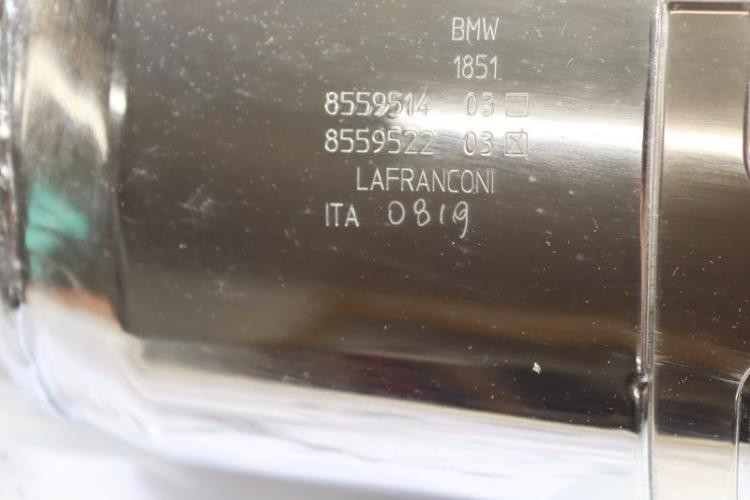 BMW
1851
8559514 03 ☐
8559522 03 ☒
LAFRANCONI
ITA 0819